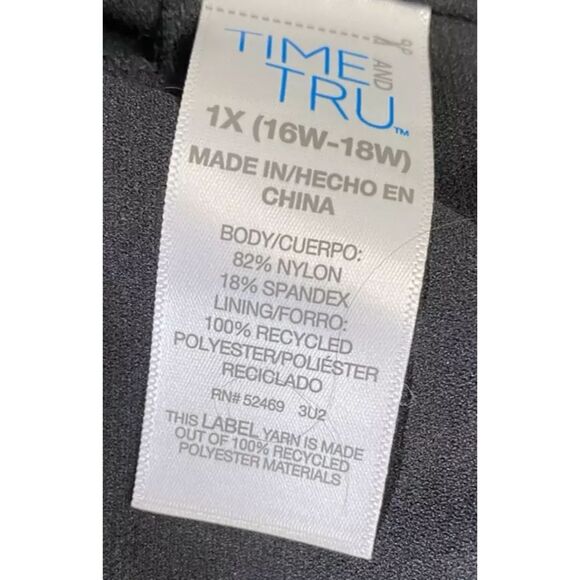 TIME AND
TRU™
1X (16W-18W)
MADE IN/HECHO EN
CHINA
BODY/CUERPO:
82% NYLON
18% SPANDEX
LINING/FORRO:
100% RECYCLED
POLYESTER/POLIÉSTER
RECICLADO
RN# 52469 3U2
THIS LABEL YARN IS MADE
OUT OF 100% RECYCLED
POLYESTER MATERIALS